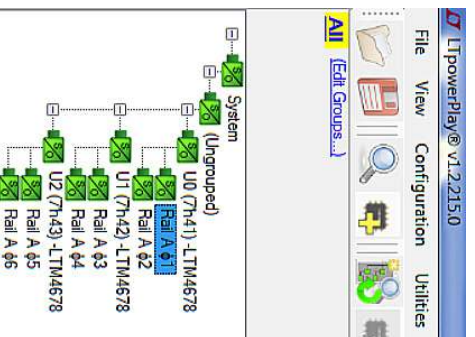 LTpowerPlay® v1.2.215.0
File View Configuration Utilities
All (Edit Groups...)
System
(Ungrouped)
U0 (7h41) -LTM4678
Rail A ϕ1
Rail A ϕ2
U1 (7h42) -LTM4678
Rail A ϕ3
Rail A ϕ4
U2 (7h43) -LTM4678
Rail A ϕ5
Rail A ϕ6